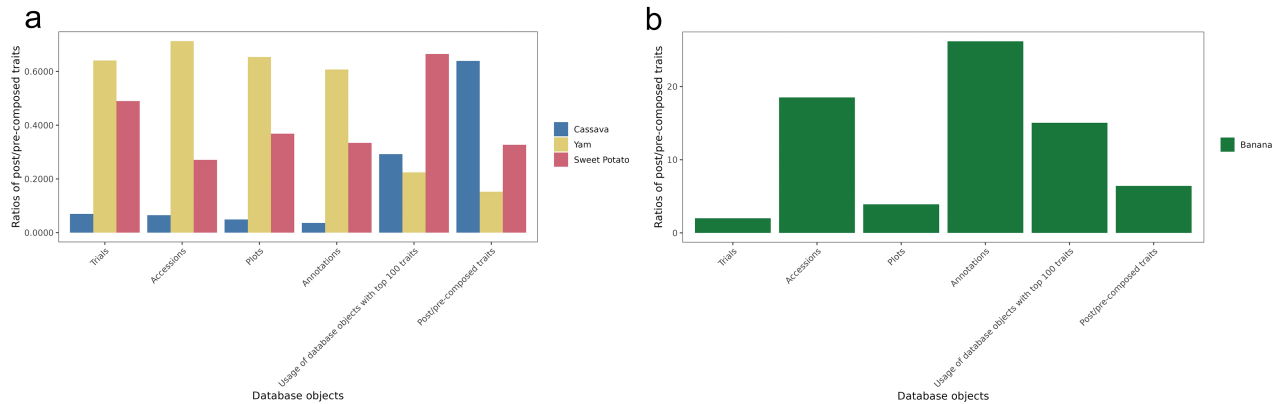 a
Ratios of post/pre-composed traits
0.6000
0.4000
0.2000
0.0000
Trials
Accessions
Plots
Annotations
Usage of database objects with top 100 traits
Post/pre-composed traits
Database objects
Cassava
Yam
Sweet Potato
b
Ratios of post/pre-composed traits
20
10
0
Trials
Accessions
Plots
Annotations
Usage of database objects with top 100 traits
Post/pre-composed traits
Database objects
Banana